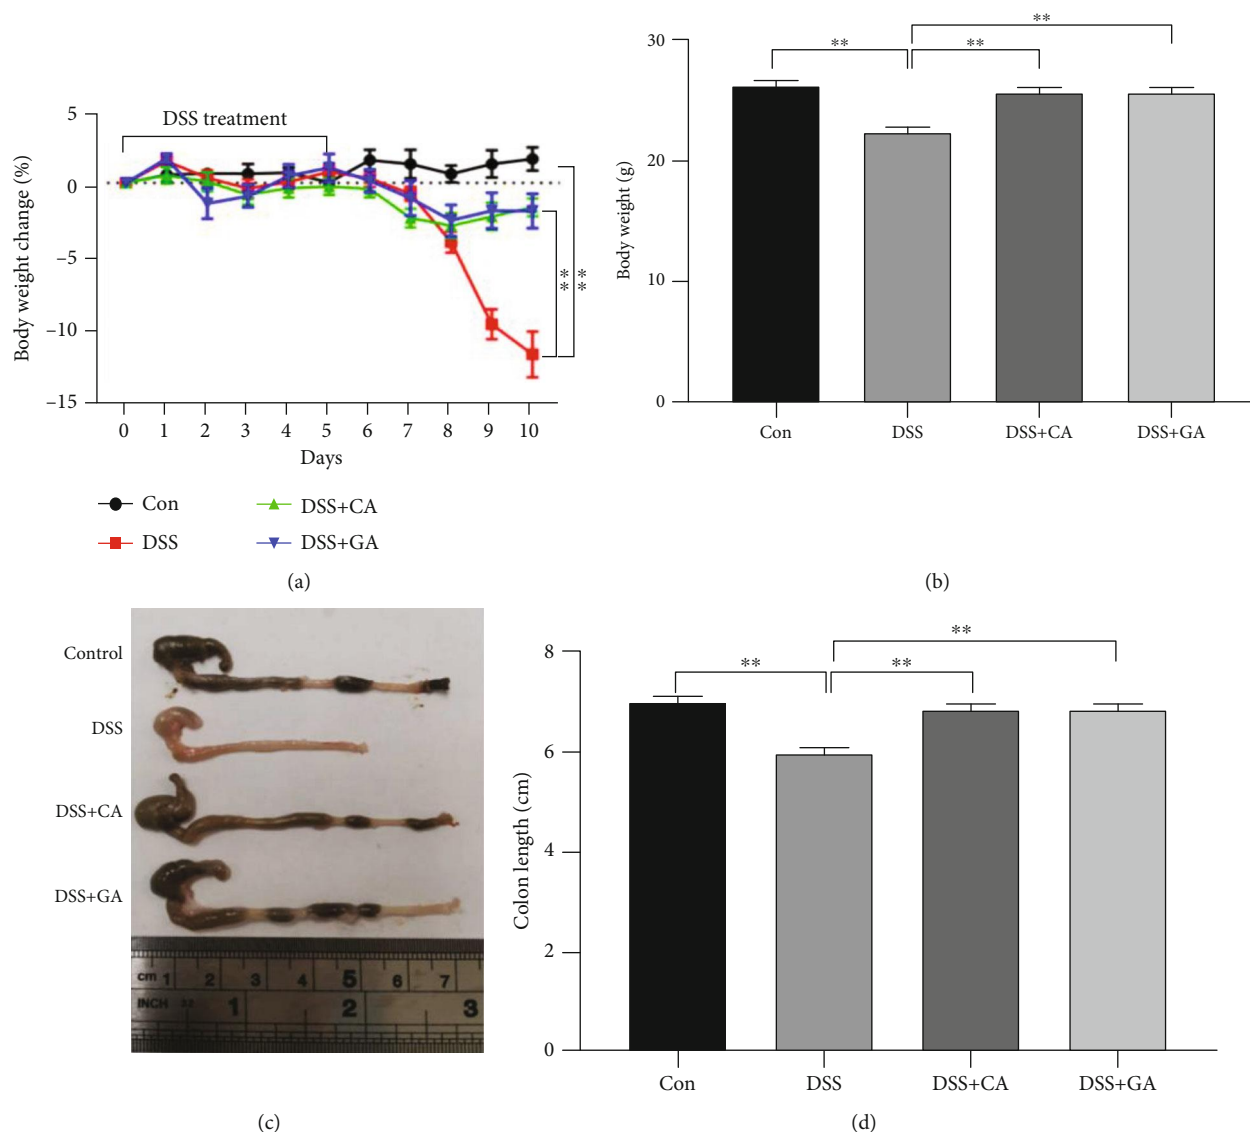 5
0
–5
–10
–15
Body weight change (%)
DSS treatment
**
**
0 1 2 3 4 5 6 7 8 9 10
Days
Con
DSS
DSS+CA
DSS+GA
(a)
30
20
10
0
Body weight (g)
**
**
**
Con DSS DSS+CA DSS+GA
(b)
Control
DSS
DSS+CA
DSS+GA
cm 1 2 3 4 5 6 7
INCH 32 1 2 3
(c)
8
6
4
2
0
Colon length (cm)
**
**
**
Con DSS DSS+CA DSS+GA
(d)